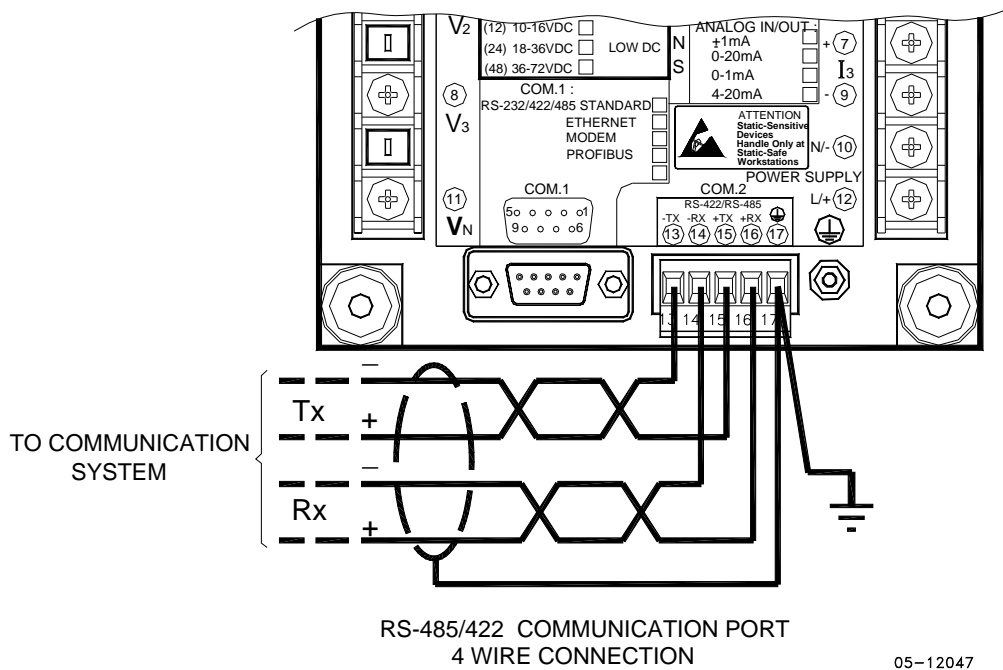 V2
(12) 10-16VDC
(24) 18-36VDC LOW DC
(48) 36-72VDC
N
S
ANALOG IN/OUT :
±1mA
0-20mA
0-1mA
4-20mA
+ 7
I3
- 9
8
V3
COM.1 :
RS-232/422/485 STANDARD
ETHERNET
MODEM
PROFIBUS
ATTENTION
Static-Sensitive
Devices
Handle Only at
Static-Safe
Workstations
N/- 10
POWER SUPPLY
L/+ 12
11
VN
COM.1
5 1
9 6
COM.2
RS-422/RS-485
-TX -RX +TX +RX
13 14 15 16 17
13 14 15 16 17
TO COMMUNICATION
SYSTEM
–
Tx
+
–
Rx
+
RS-485/422 COMMUNICATION PORT
4 WIRE CONNECTION
05-12047